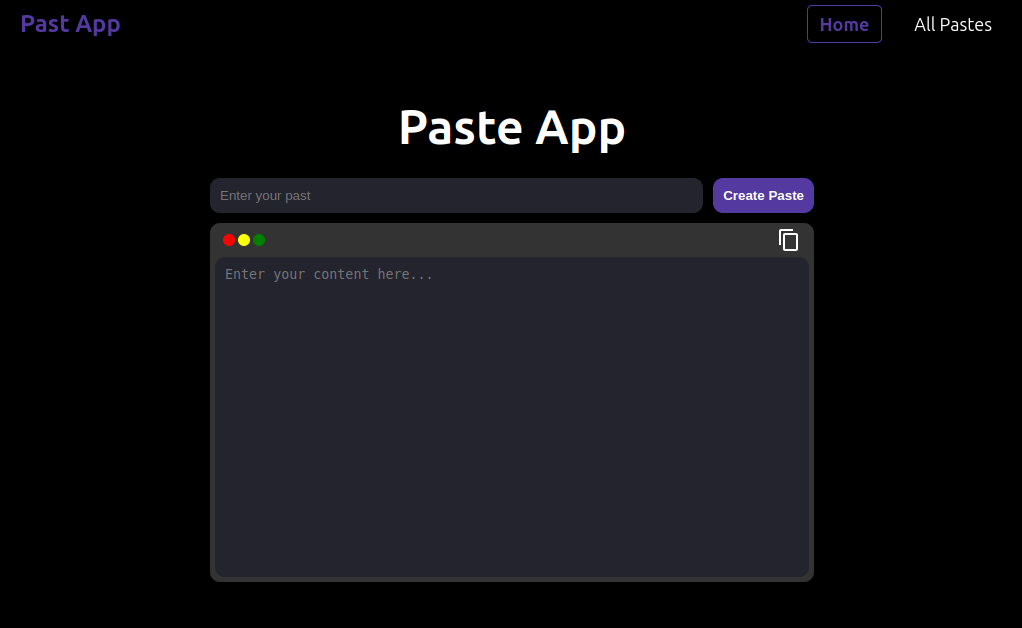 Past App
Home
All Pastes
Paste App
Enter your past
Create Paste
Enter your content here...